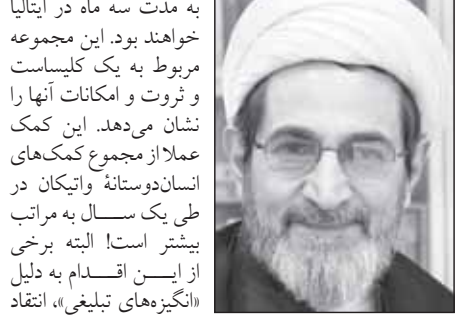 به مدت سه ماه در ایتالیا
خواهند بود. این مجموعه
مربوط به یک کلیساست
و ثروت و امکانات آنها را
نشان می‌دهد. این کمک
عملا از مجموع کمک‌های
انسان‌دوستانهٔ واتیکان در
طی یک ســـال به مراتب
بیشتر است! البته برخی
از ایـــن اقـــدام به دلیل
«انگیزه‌های تبلیغی»، انتقاد